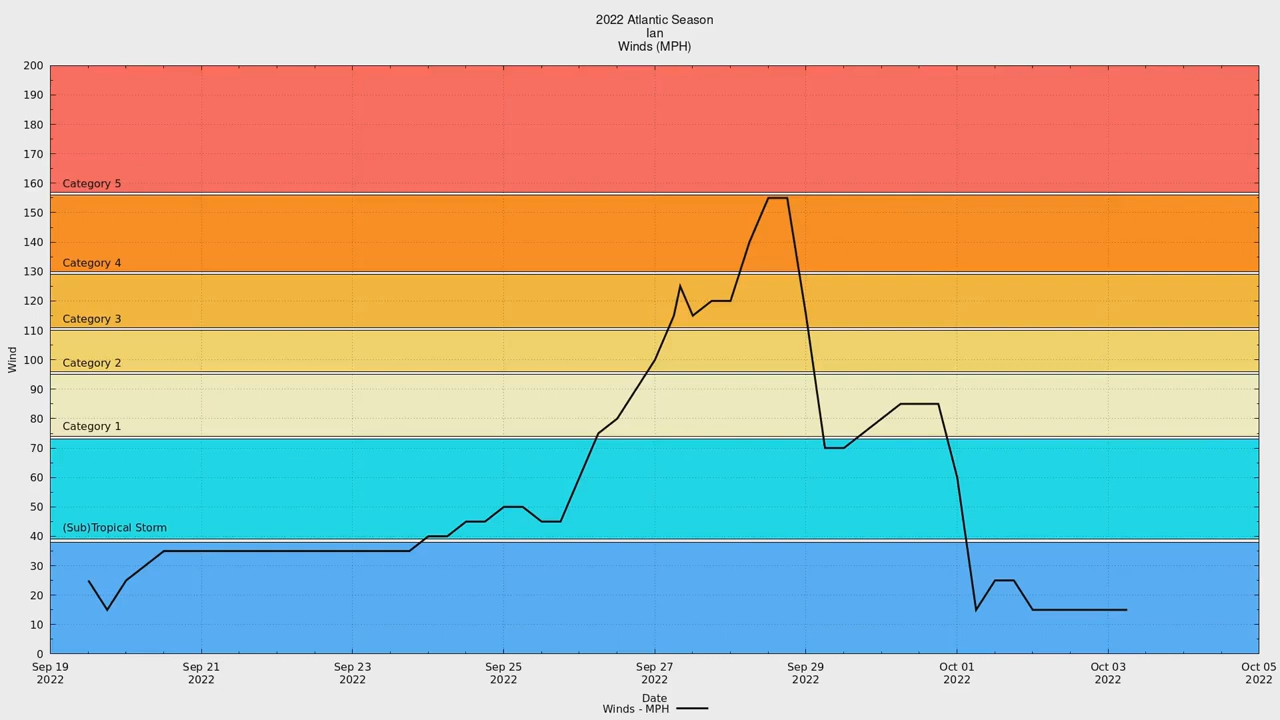 2022 Atlantic Season
Ian
Winds (MPH)
200
190
180
170
160
Category 5
150
140
130
Category 4
120
Category 3
110
100
Category 2
Wind
90
80
Category 1
70
60
50
(Sub)Tropical Storm
40
30
20
10
0
Sep 19 Sep 21 Sep 23 Sep 25 Sep 27 Sep 29 Oct 01 Oct 03 Oct 05
2022 2022 2022 2022 2022 2022 2022 2022 2022
Date
Winds - MPH